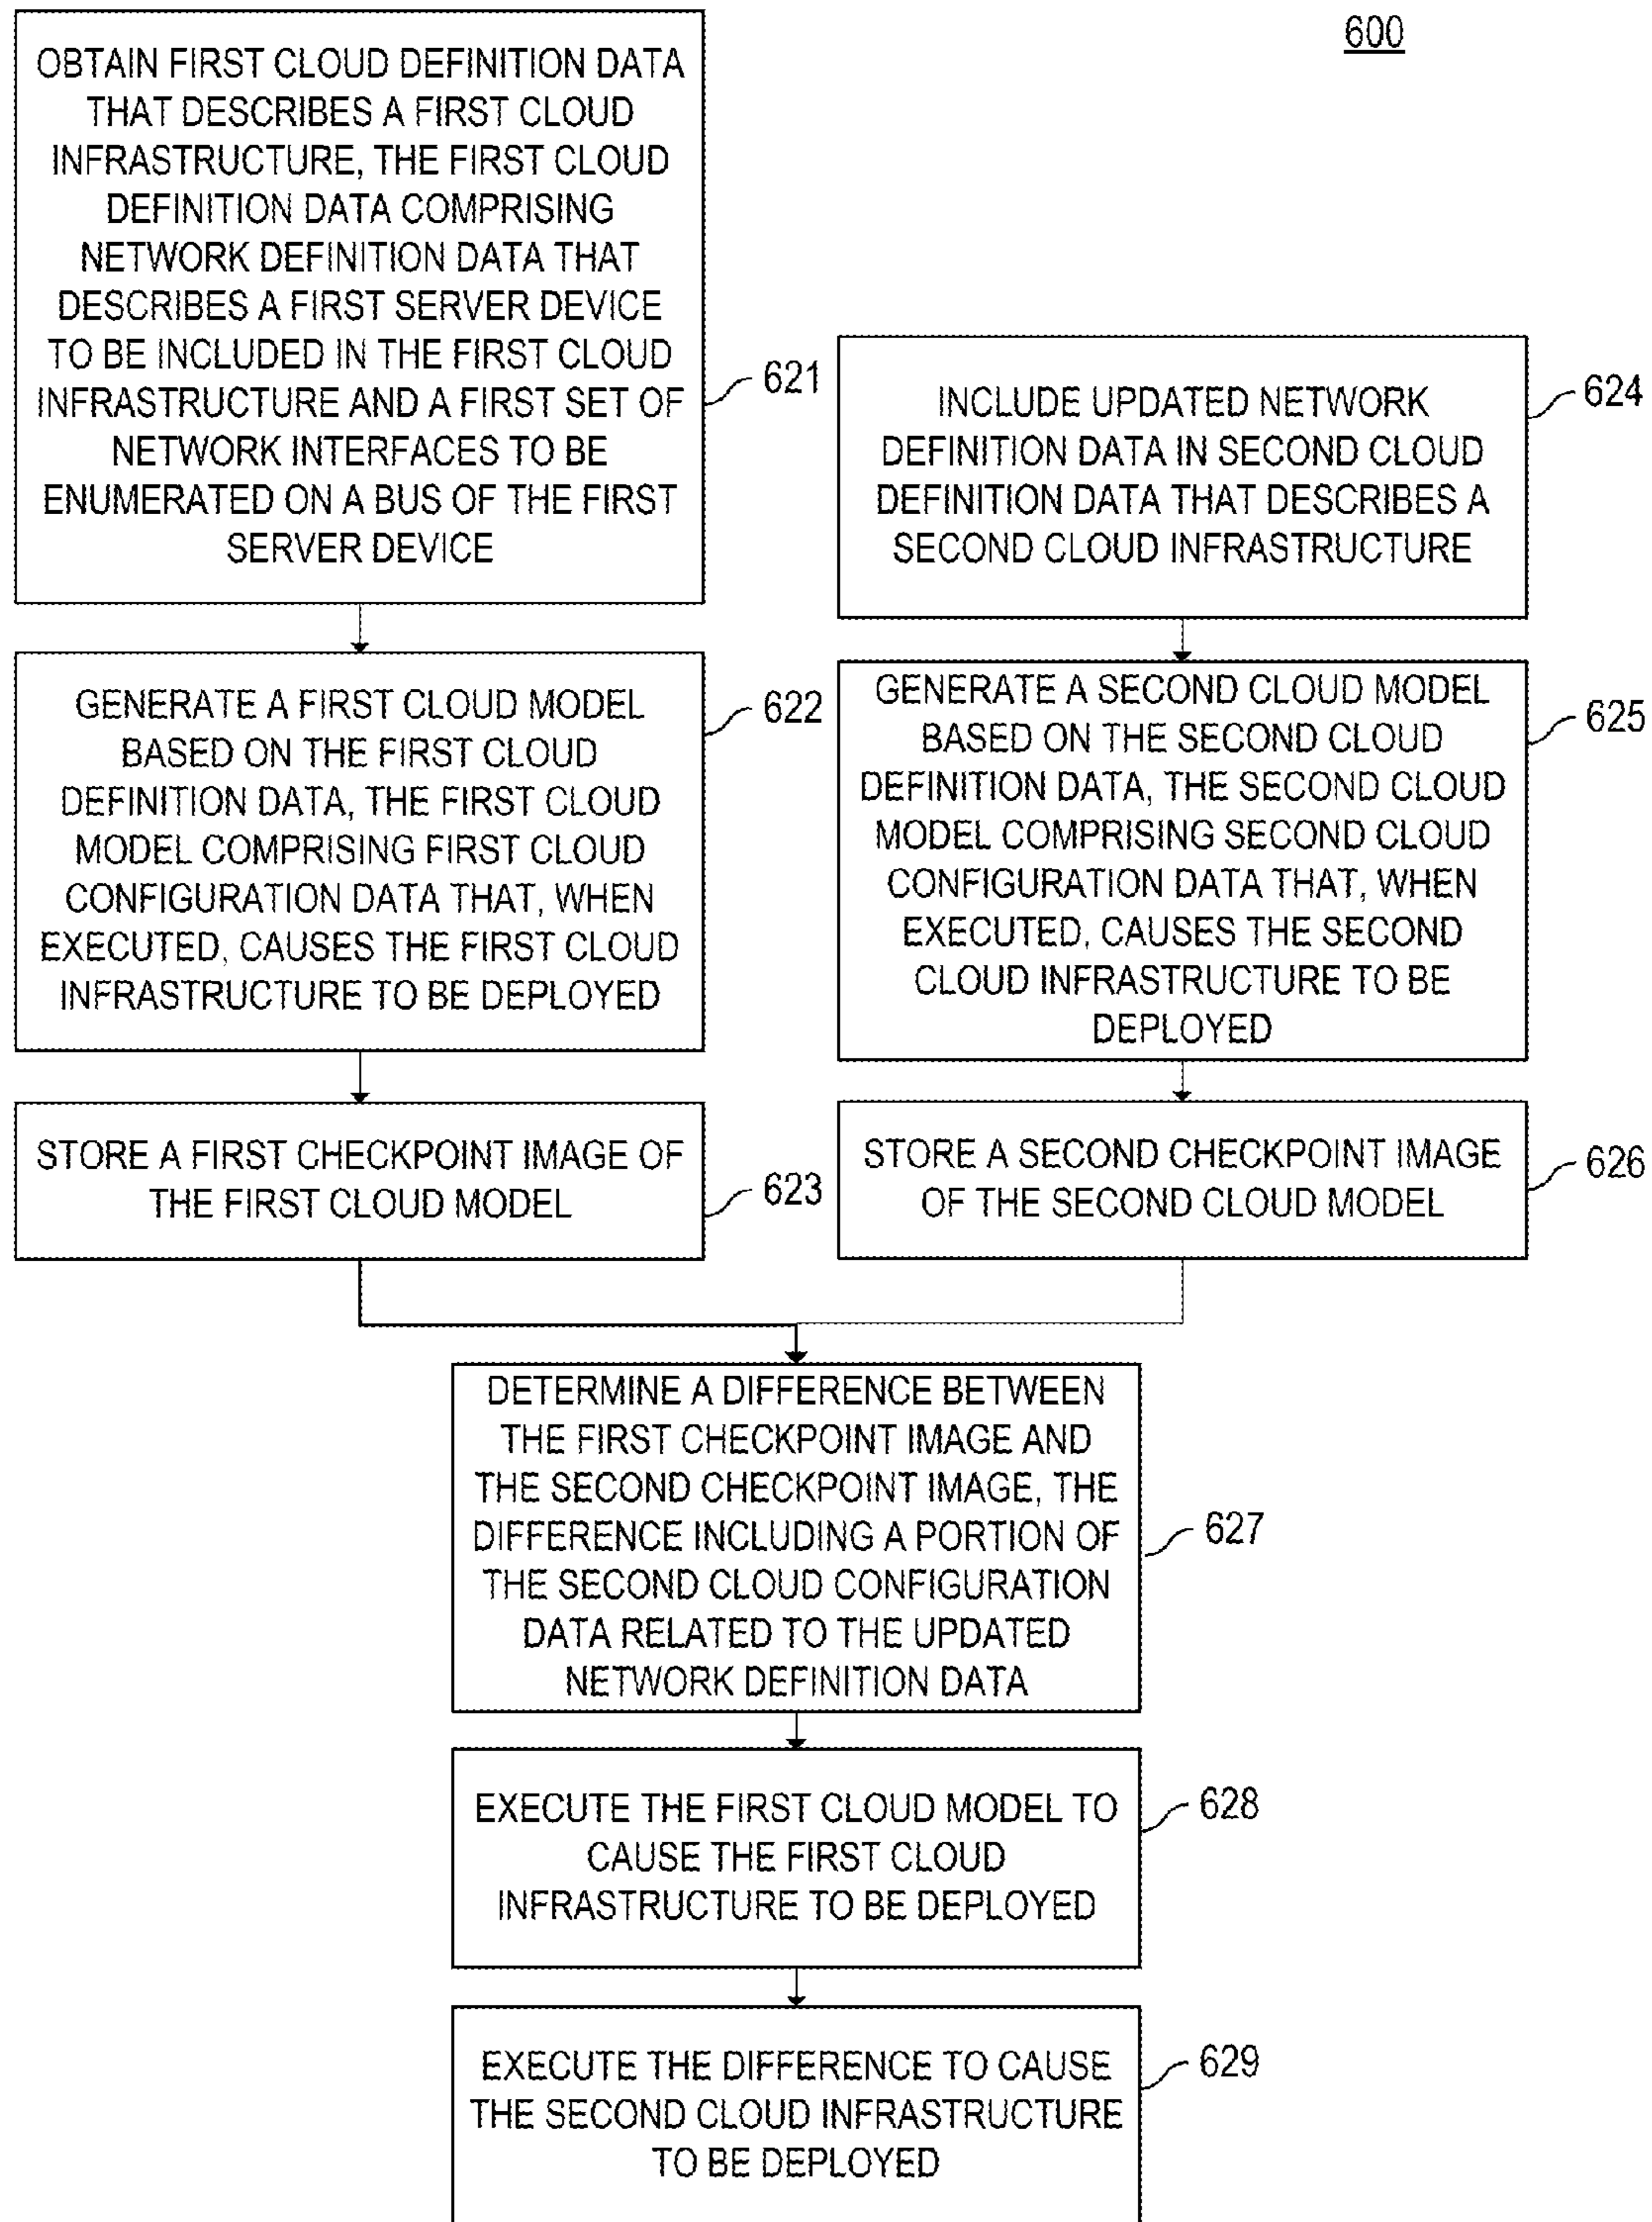 600
OBTAIN FIRST CLOUD DEFINITION DATA
THAT DESCRIBES A FIRST CLOUD
INFRASTRUCTURE, THE FIRST CLOUD
DEFINITION DATA COMPRISING
NETWORK DEFINITION DATA THAT
DESCRIBES A FIRST SERVER DEVICE
TO BE INCLUDED IN THE FIRST CLOUD
INFRASTRUCTURE AND A FIRST SET OF
NETWORK INTERFACES TO BE
ENUMERATED ON A BUS OF THE FIRST
SERVER DEVICE
621
GENERATE A FIRST CLOUD MODEL
BASED ON THE FIRST CLOUD
DEFINITION DATA, THE FIRST CLOUD
MODEL COMPRISING FIRST CLOUD
CONFIGURATION DATA THAT, WHEN
EXECUTED, CAUSES THE FIRST CLOUD
INFRASTRUCTURE TO BE DEPLOYED
622
STORE A FIRST CHECKPOINT IMAGE OF
THE FIRST CLOUD MODEL
623
INCLUDE UPDATED NETWORK
DEFINITION DATA IN SECOND CLOUD
DEFINITION DATA THAT DESCRIBES A
SECOND CLOUD INFRASTRUCTURE
624
GENERATE A SECOND CLOUD MODEL
BASED ON THE SECOND CLOUD
DEFINITION DATA, THE SECOND CLOUD
MODEL COMPRISING SECOND CLOUD
CONFIGURATION DATA THAT, WHEN
EXECUTED, CAUSES THE SECOND
CLOUD INFRASTRUCTURE TO BE
DEPLOYED
625
STORE A SECOND CHECKPOINT IMAGE
OF THE SECOND CLOUD MODEL
626
DETERMINE A DIFFERENCE BETWEEN
THE FIRST CHECKPOINT IMAGE AND
THE SECOND CHECKPOINT IMAGE, THE
DIFFERENCE INCLUDING A PORTION OF
THE SECOND CLOUD CONFIGURATION
DATA RELATED TO THE UPDATED
NETWORK DEFINITION DATA
627
EXECUTE THE FIRST CLOUD MODEL TO
CAUSE THE FIRST CLOUD
INFRASTRUCTURE TO BE DEPLOYED
628
EXECUTE THE DIFFERENCE TO CAUSE
THE SECOND CLOUD INFRASTRUCTURE
TO BE DEPLOYED
629